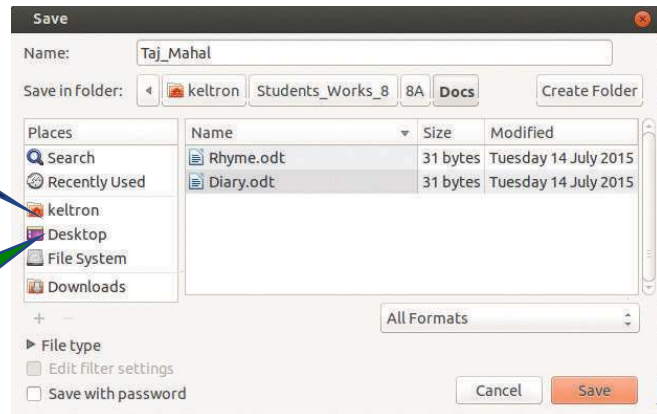 Save
Name: Taj_Mahal
Save in folder: keltron Students_Works_8 8A Docs Create Folder
Places Name Size Modified
Search Rhyme.odt 31 bytes Tuesday 14 July 2015
Recently Used Diary.odt 31 bytes Tuesday 14 July 2015
keltron
Desktop
File System
Downloads
All Formats
File type
Edit filter settings
Save with password Cancel Save